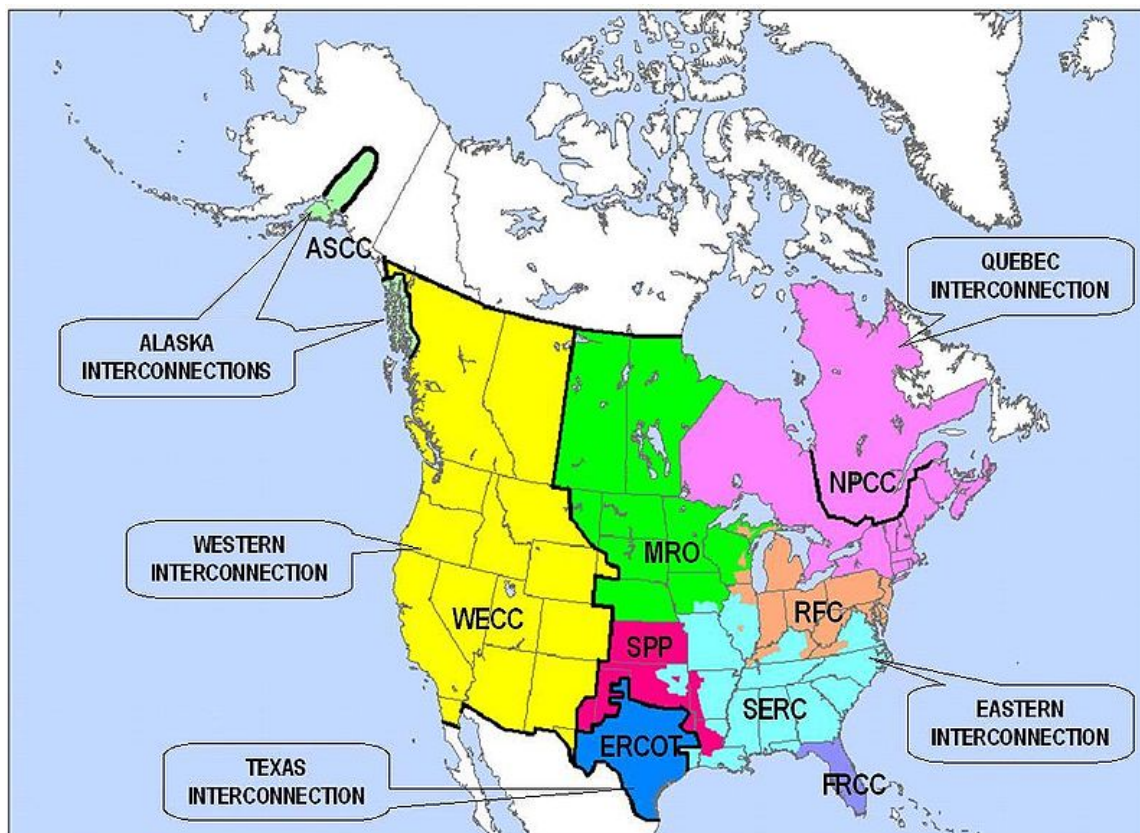 ASCC
QUEBEC
INTERCONNECTION
ALASKA
INTERCONNECTIONS
NPCC
WESTERN
INTERCONNECTION
MRO
WECC
RFC
SPP
SERC
EASTERN
INTERCONNECTION
ERCOT
TEXAS
INTERCONNECTION
FRCC